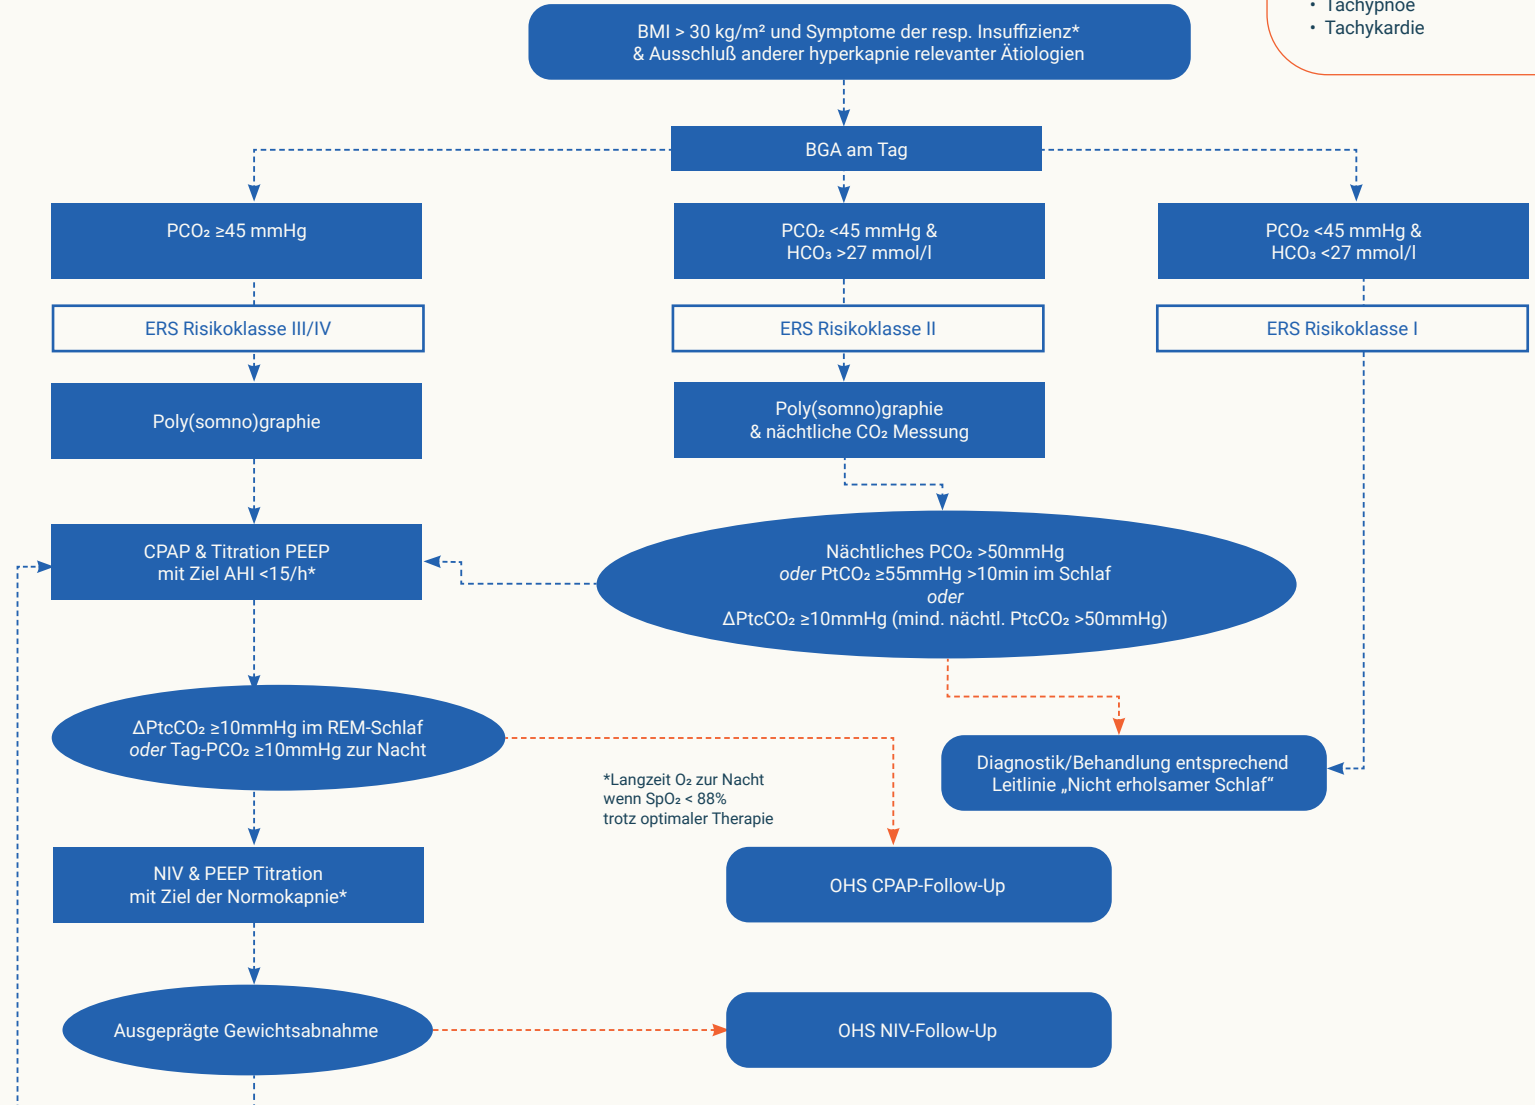 • Tachypnoe
• Tachykardie
BMI > 30 kg/m² und Symptome der resp. Insuffizienz*
& Ausschluß anderer hyperkapnie relevanter Ätiologien
BGA am Tag
PCO₂ ≥45 mmHg
PCO₂ <45 mmHg &
HCO₃ >27 mmol/l
PCO₂ <45 mmHg &
HCO₃ <27 mmol/l
ERS Risikoklasse III/IV
ERS Risikoklasse II
ERS Risikoklasse I
Poly(somno)graphie
Poly(somno)graphie
& nächtliche CO₂ Messung
CPAP & Titration PEEP
mit Ziel AHI <15/h*
Nächtliches PCO₂ >50mmHg
oder PtCO₂ ≥55mmHg >10min im Schlaf
oder
ΔPtcCO₂ ≥10mmHg (mind. nächtl. PtcCO₂ >50mmHg)
ΔPtcCO₂ ≥10mmHg im REM-Schlaf
oder Tag-PCO₂ ≥10mmHg zur Nacht
*Langzeit O₂ zur Nacht
wenn SpO₂ < 88%
trotz optimaler Therapie
Diagnostik/Behandlung entsprechend
Leitlinie „Nicht erholsamer Schlaf“
NIV & PEEP Titration
mit Ziel der Normokapnie*
OHS CPAP-Follow-Up
Ausgeprägte Gewichtsabnahme
OHS NIV-Follow-Up